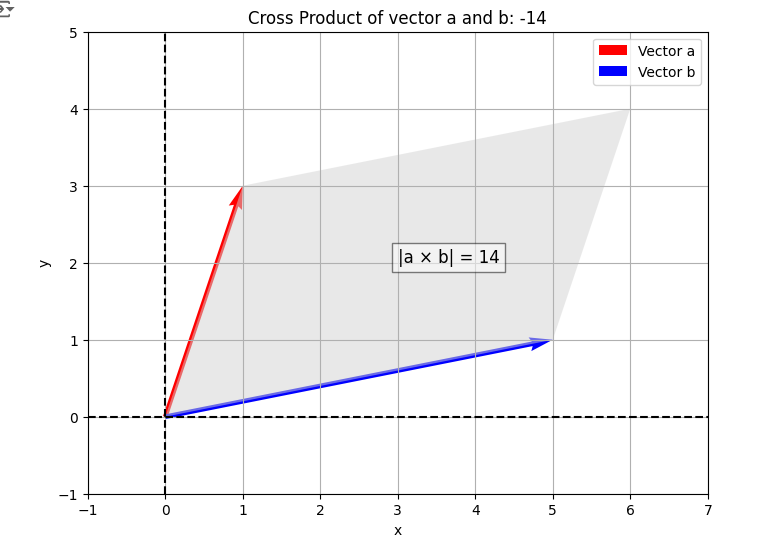 Cross Product of vector a and b: -14
Vector a
Vector b
5
4
3
2
1
0
−1
y
|a × b| = 14
−1
0
1
2
3
4
5
6
7
x